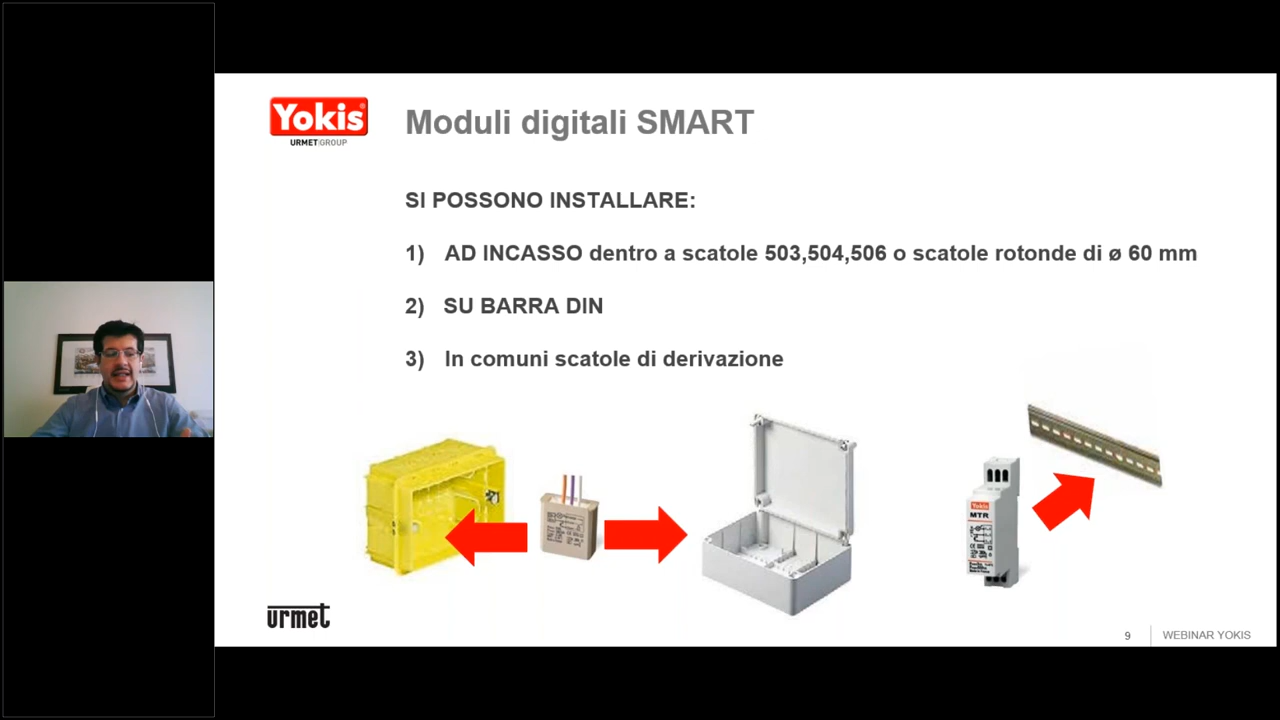 Yokis
URMET GROUP
Moduli digitali SMART
SI POSSONO INSTALLARE:
1) AD INCASSO dentro a scatole 503,504,506 o scatole rotonde di ø 60 mm
2) SU BARRA DIN
3) In comuni scatole di derivazione
Yokis
MTR
urmet
9
WEBINAR YOKIS